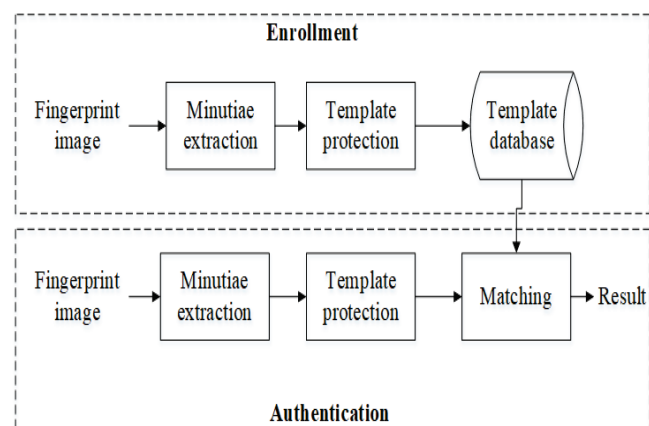 Enrollment
Fingerprint
image
Minutiae
extraction
Template
protection
Template
database
Fingerprint
image
Minutiae
extraction
Template
protection
Matching
Result
Authentication